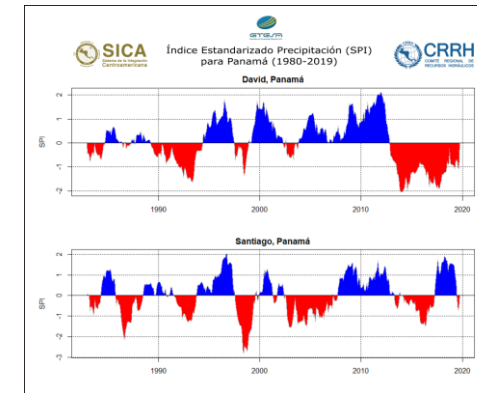 GTGSA
SICA
Sistema de la Integración
Centroamericana
Índice Estandarizado Precipitación (SPI)
para Panamá (1980-2019)
CRRH
COMITÉ REGIONAL DE
RECURSOS HIDRÁULICOS
David, Panamá
SPI
2
1
0
-1
-2
1990 2000 2010 2020
Santiago, Panamá
SPI
2
1
0
-1
-2
-3
1990 2000 2010 2020